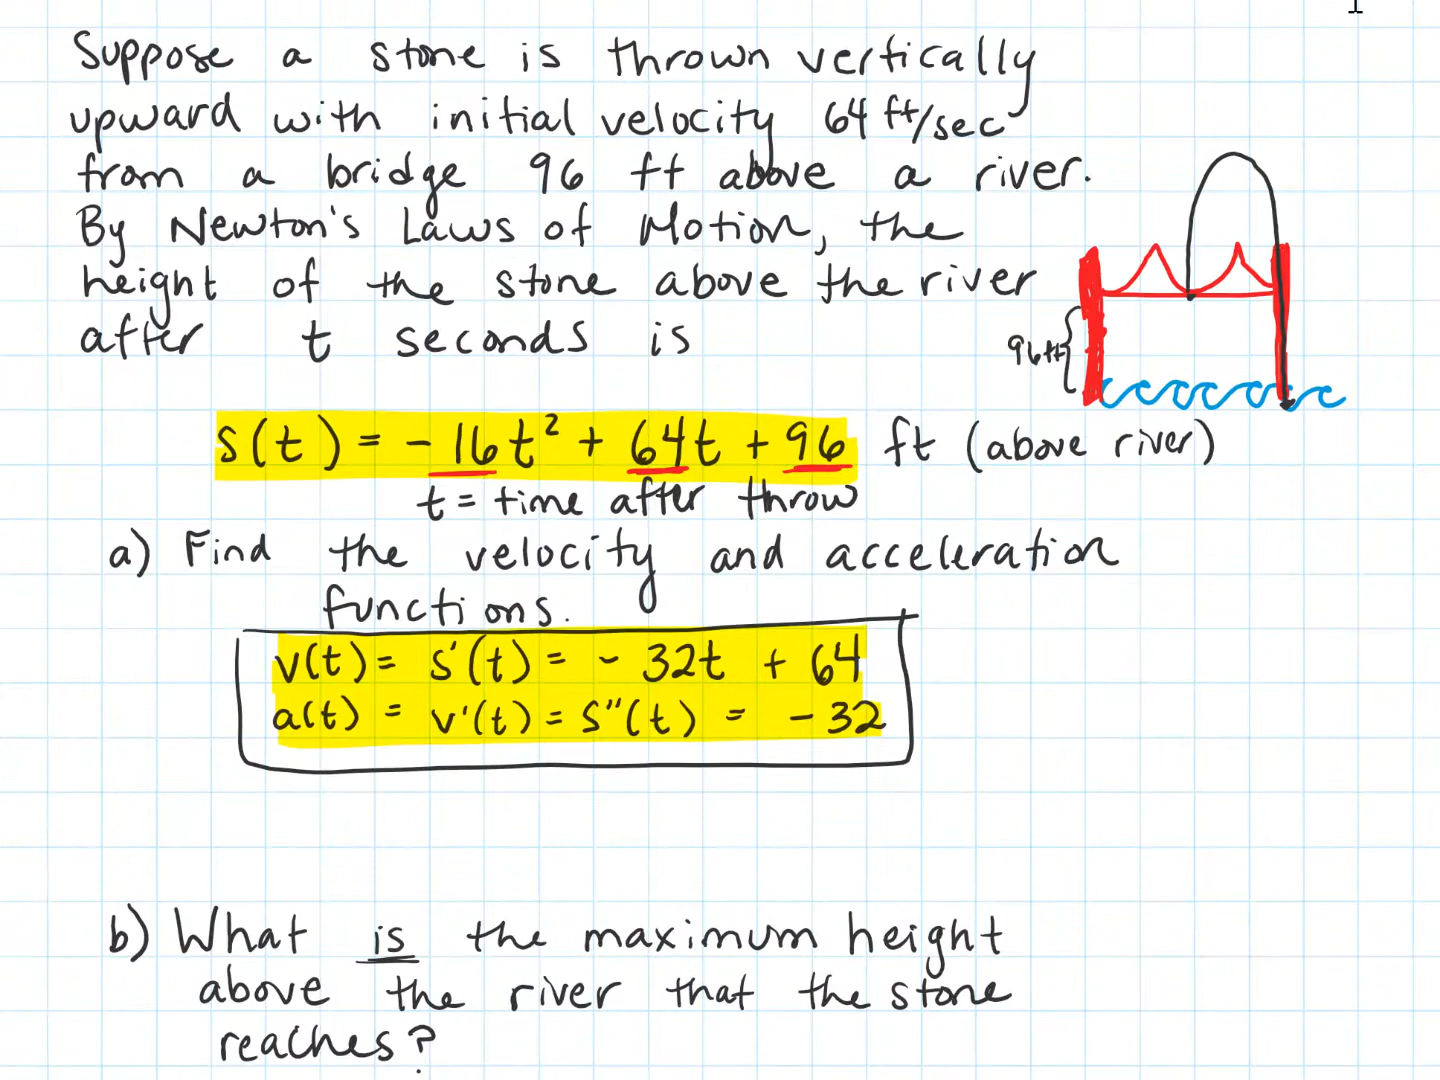 Suppose a stone is thrown vertically
upward with initial velocity 64 ft/sec
from a bridge 96 ft above a river.
By Newton's Laws of Motion, the
height of the stone above the river
after t seconds is
96 ft
s(t) = -16t² + 64t + 96 ft (above river)
t = time after throw
a) Find the velocity and acceleration
functions.
v(t) = s'(t) = - 32t + 64
a(t) = v'(t) = s''(t) = - 32
b) What is the maximum height
above the river that the stone
reaches?